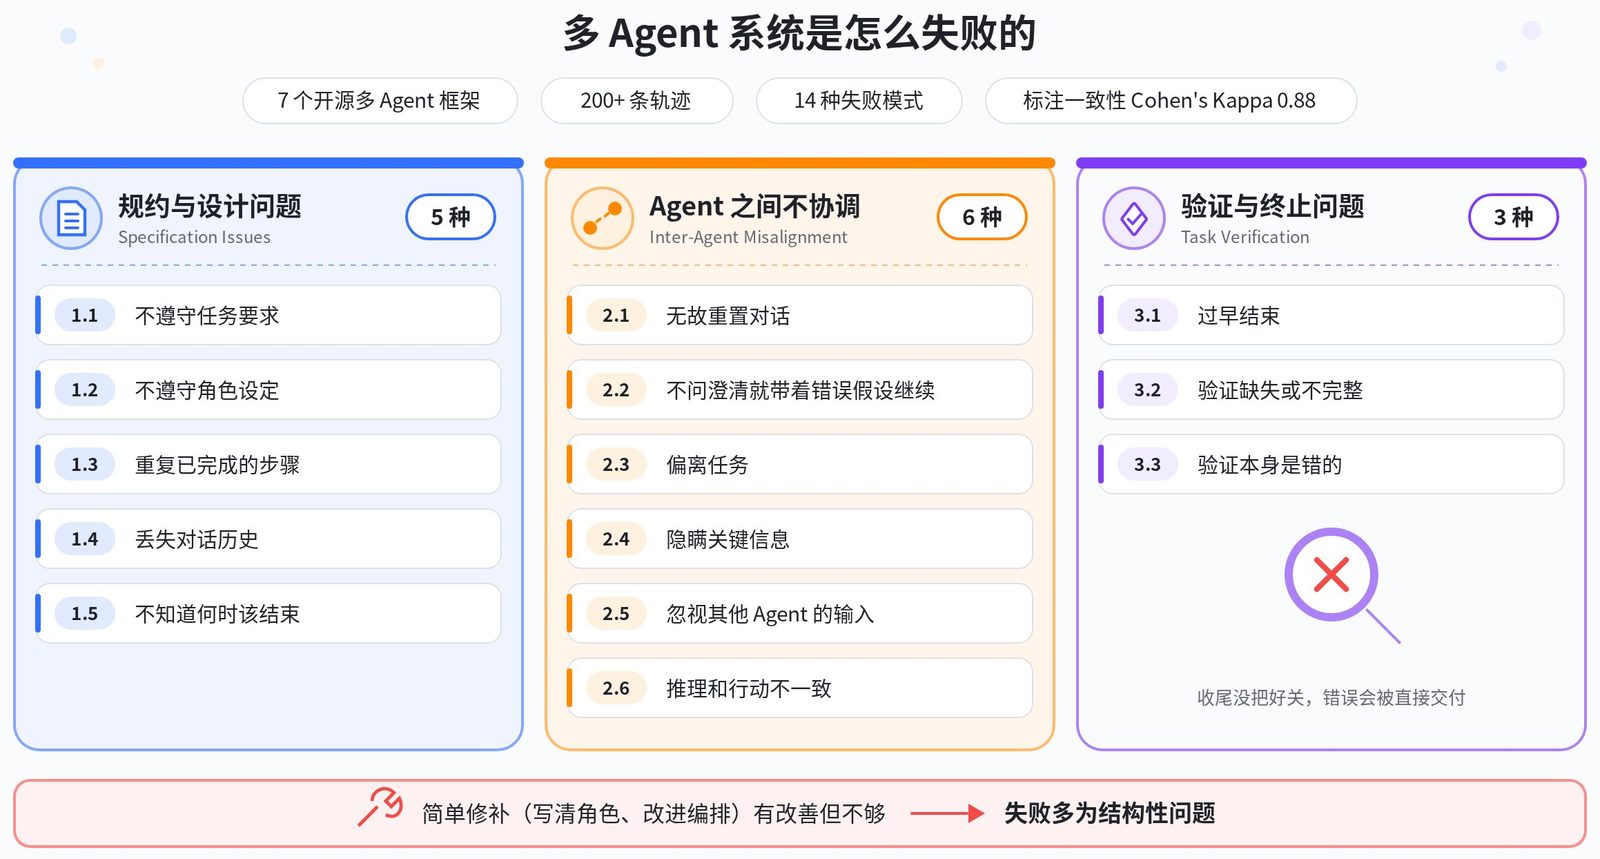 多 Agent 系统是怎么失败的
7 个开源多 Agent 框架
200+ 条轨迹
14 种失败模式
标注一致性 Cohen's Kappa 0.88
规约与设计问题
Specification Issues
5 种
1.1 不遵守任务要求
1.2 不遵守角色设定
1.3 重复已完成的步骤
1.4 丢失对话历史
1.5 不知道何时该结束
Agent 之间不协调
Inter-Agent Misalignment
6 种
2.1 无故重置对话
2.2 不问澄清就带着错误假设继续
2.3 偏离任务
2.4 隐瞒关键信息
2.5 忽视其他 Agent 的输入
2.6 推理和行动不一致
验证与终止问题
Task Verification
3 种
3.1 过早结束
3.2 验证缺失或不完整
3.3 验证本身是错的
收尾没把好关，错误会被直接交付
简单修补（写清角色、改进编排）有改善但不够
失败多为结构性问题